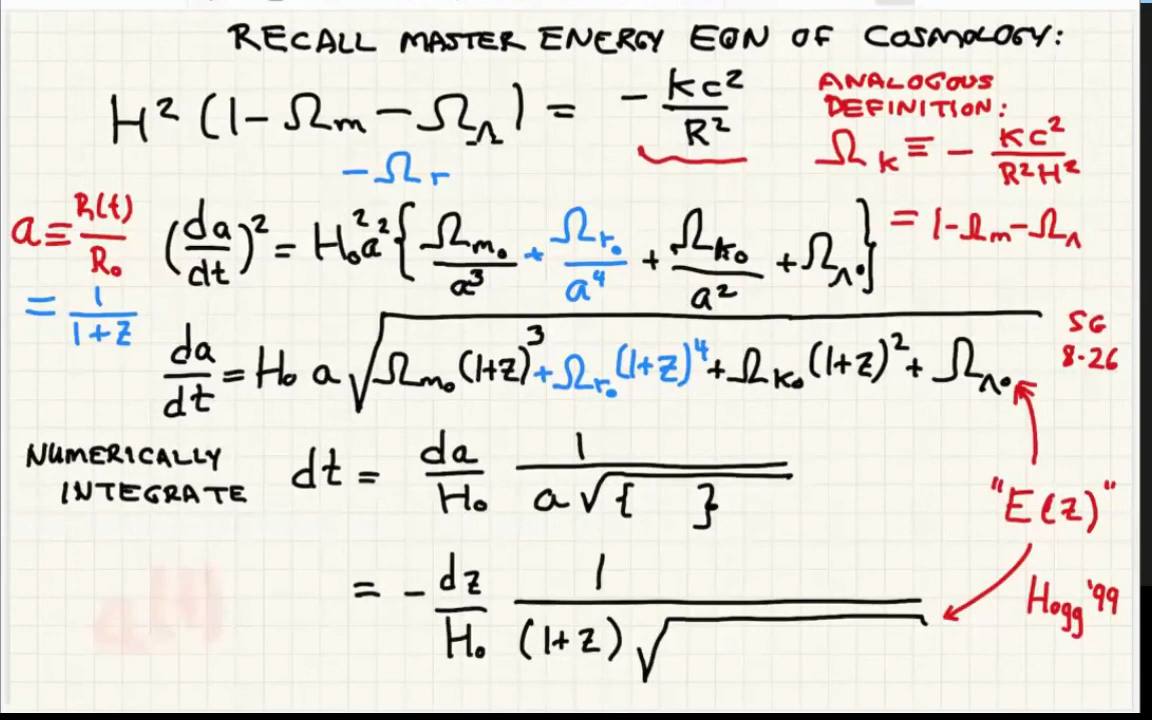 RECALL MASTER ENERGY EQN OF COSMOLOGY:
H² (1 - Ωm - ΩΛ) = - kc²/R²
- Ωr
ANALOGOUS
DEFINITION:
Ωk ≡ - kc²/R²H²
= 1 - Ωm - ΩΛ
a ≡ R(t)/R₀
= 1/(1+z)
(da/dt)² = H₀² a² { Ωm₀/a³ + Ωr₀/a⁴ + Ωk₀/a² + ΩΛ₀ }
da/dt = H₀ a √(Ωm₀ (1+z)³ + Ωr₀ (1+z)⁴ + Ωk₀ (1+z)² + ΩΛ₀)
SG
8-26
NUMERICALLY
INTEGRATE
dt = da/H₀ 1/(a√{ })
"E(z)"
= - dz/H₀ 1/((1+z)√ )
Hogg '99
a(t)